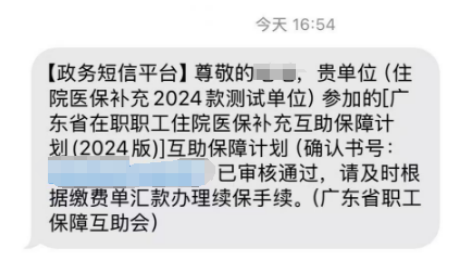 今天 16:54
【政务短信平台】尊敬的 ，贵单位（住
院医保补充2024款测试单位）参加的[广
东省在职职工住院医保补充互助保障计
划(2024版)]互助保障计划（确认书号：
已审核通过，请及时根
据缴费单汇款办理续保手续。（广东省职工
保障互助会）